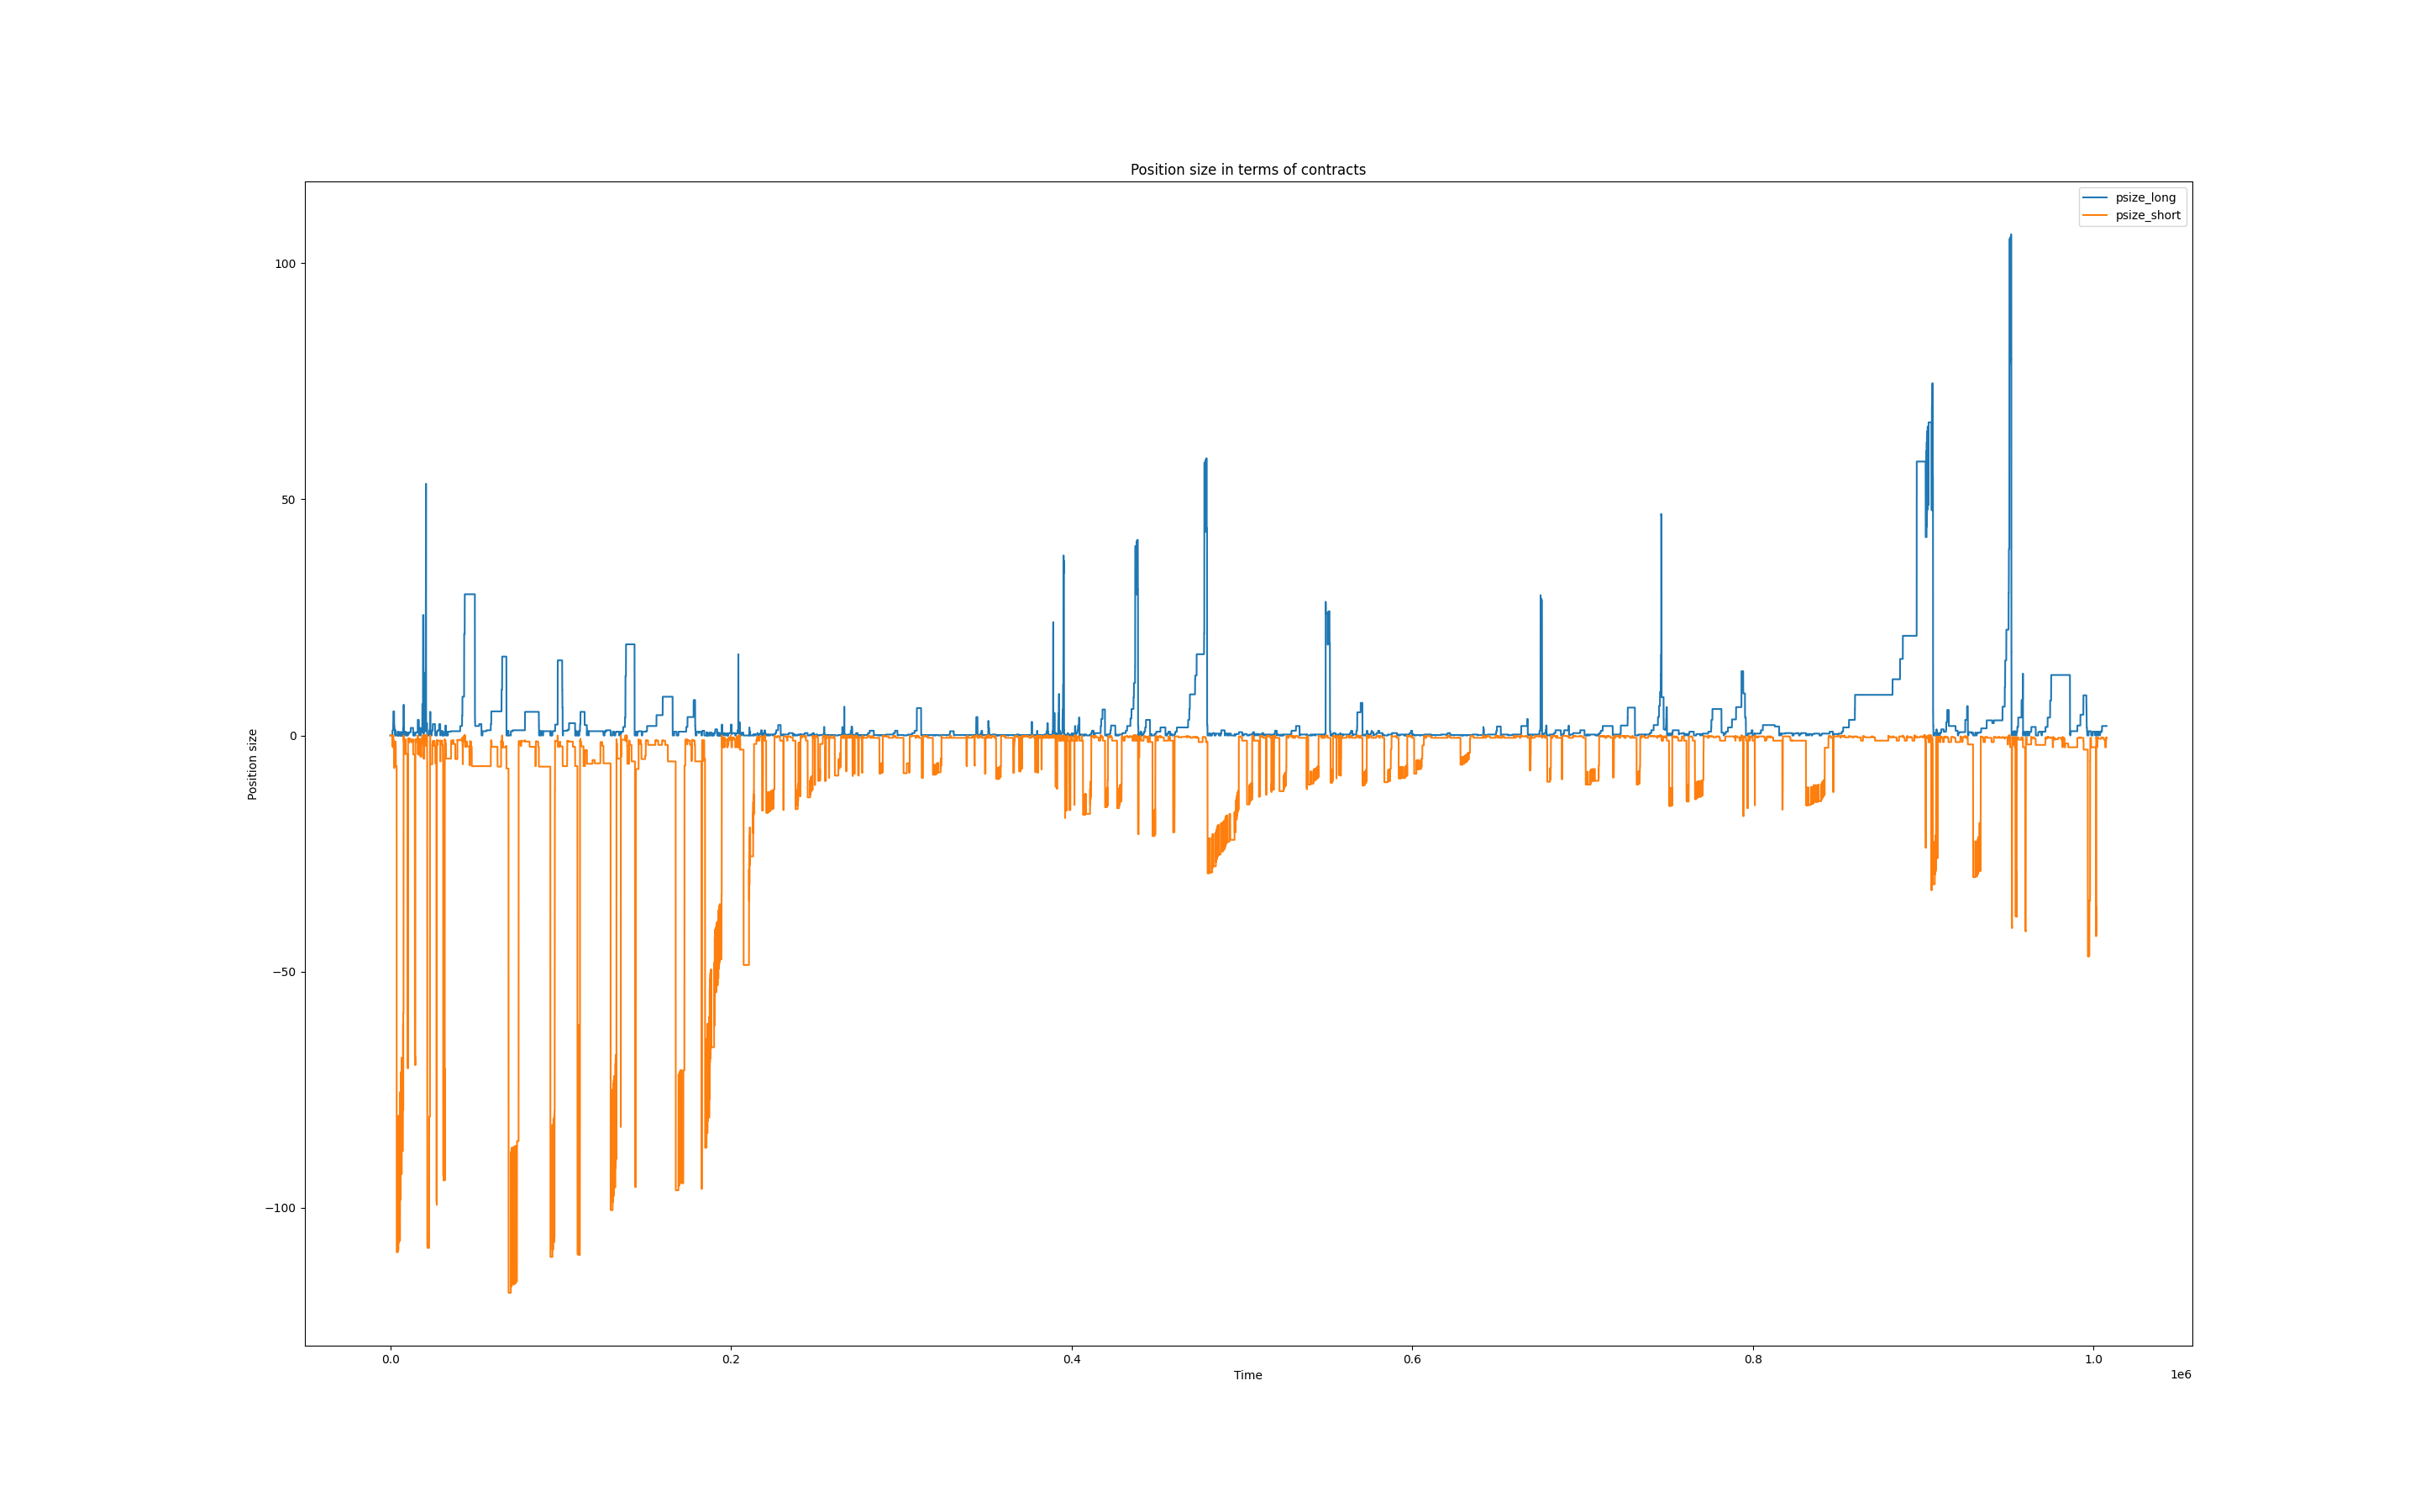 Position size in terms of contracts
psize_long
psize_short
100
50
0
−50
−100
Position size
0.0
0.2
0.4
0.6
0.8
1.0
Time
1e6